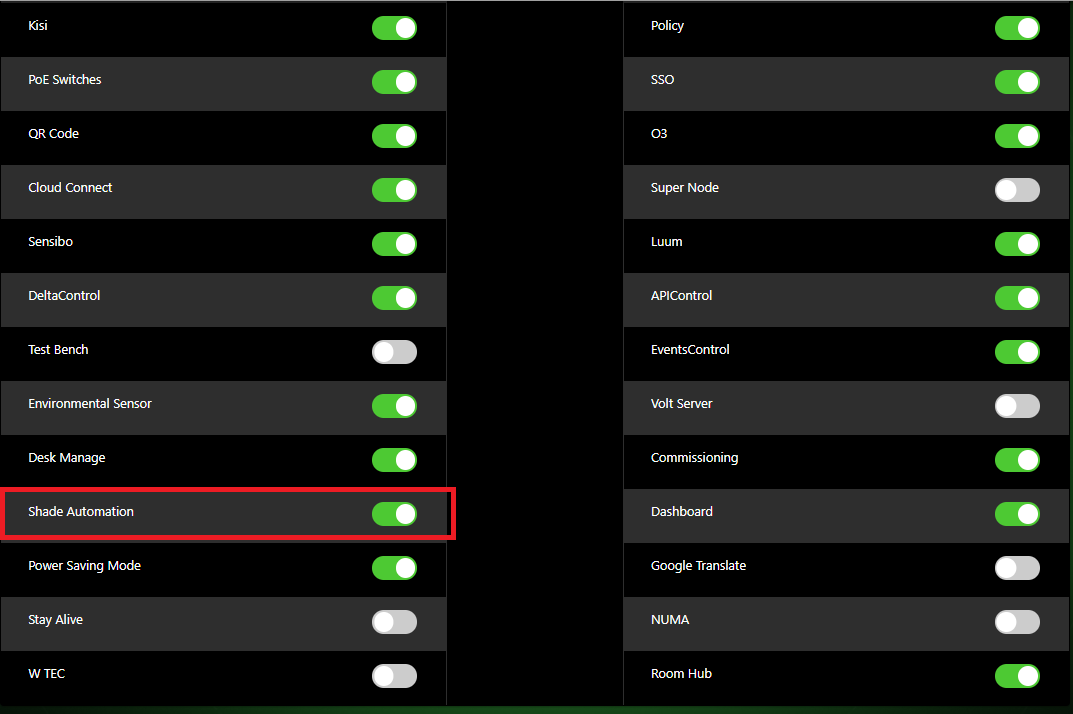 Kisi
PoE Switches
QR Code
Cloud Connect
Sensibo
DeltaControl
Test Bench
Environmental Sensor
Desk Manage
Shade Automation
Power Saving Mode
Stay Alive
W TEC
Policy
SSO
O3
Super Node
Luum
APIControl
EventsControl
Volt Server
Commissioning
Dashboard
Google Translate
NUMA
Room Hub